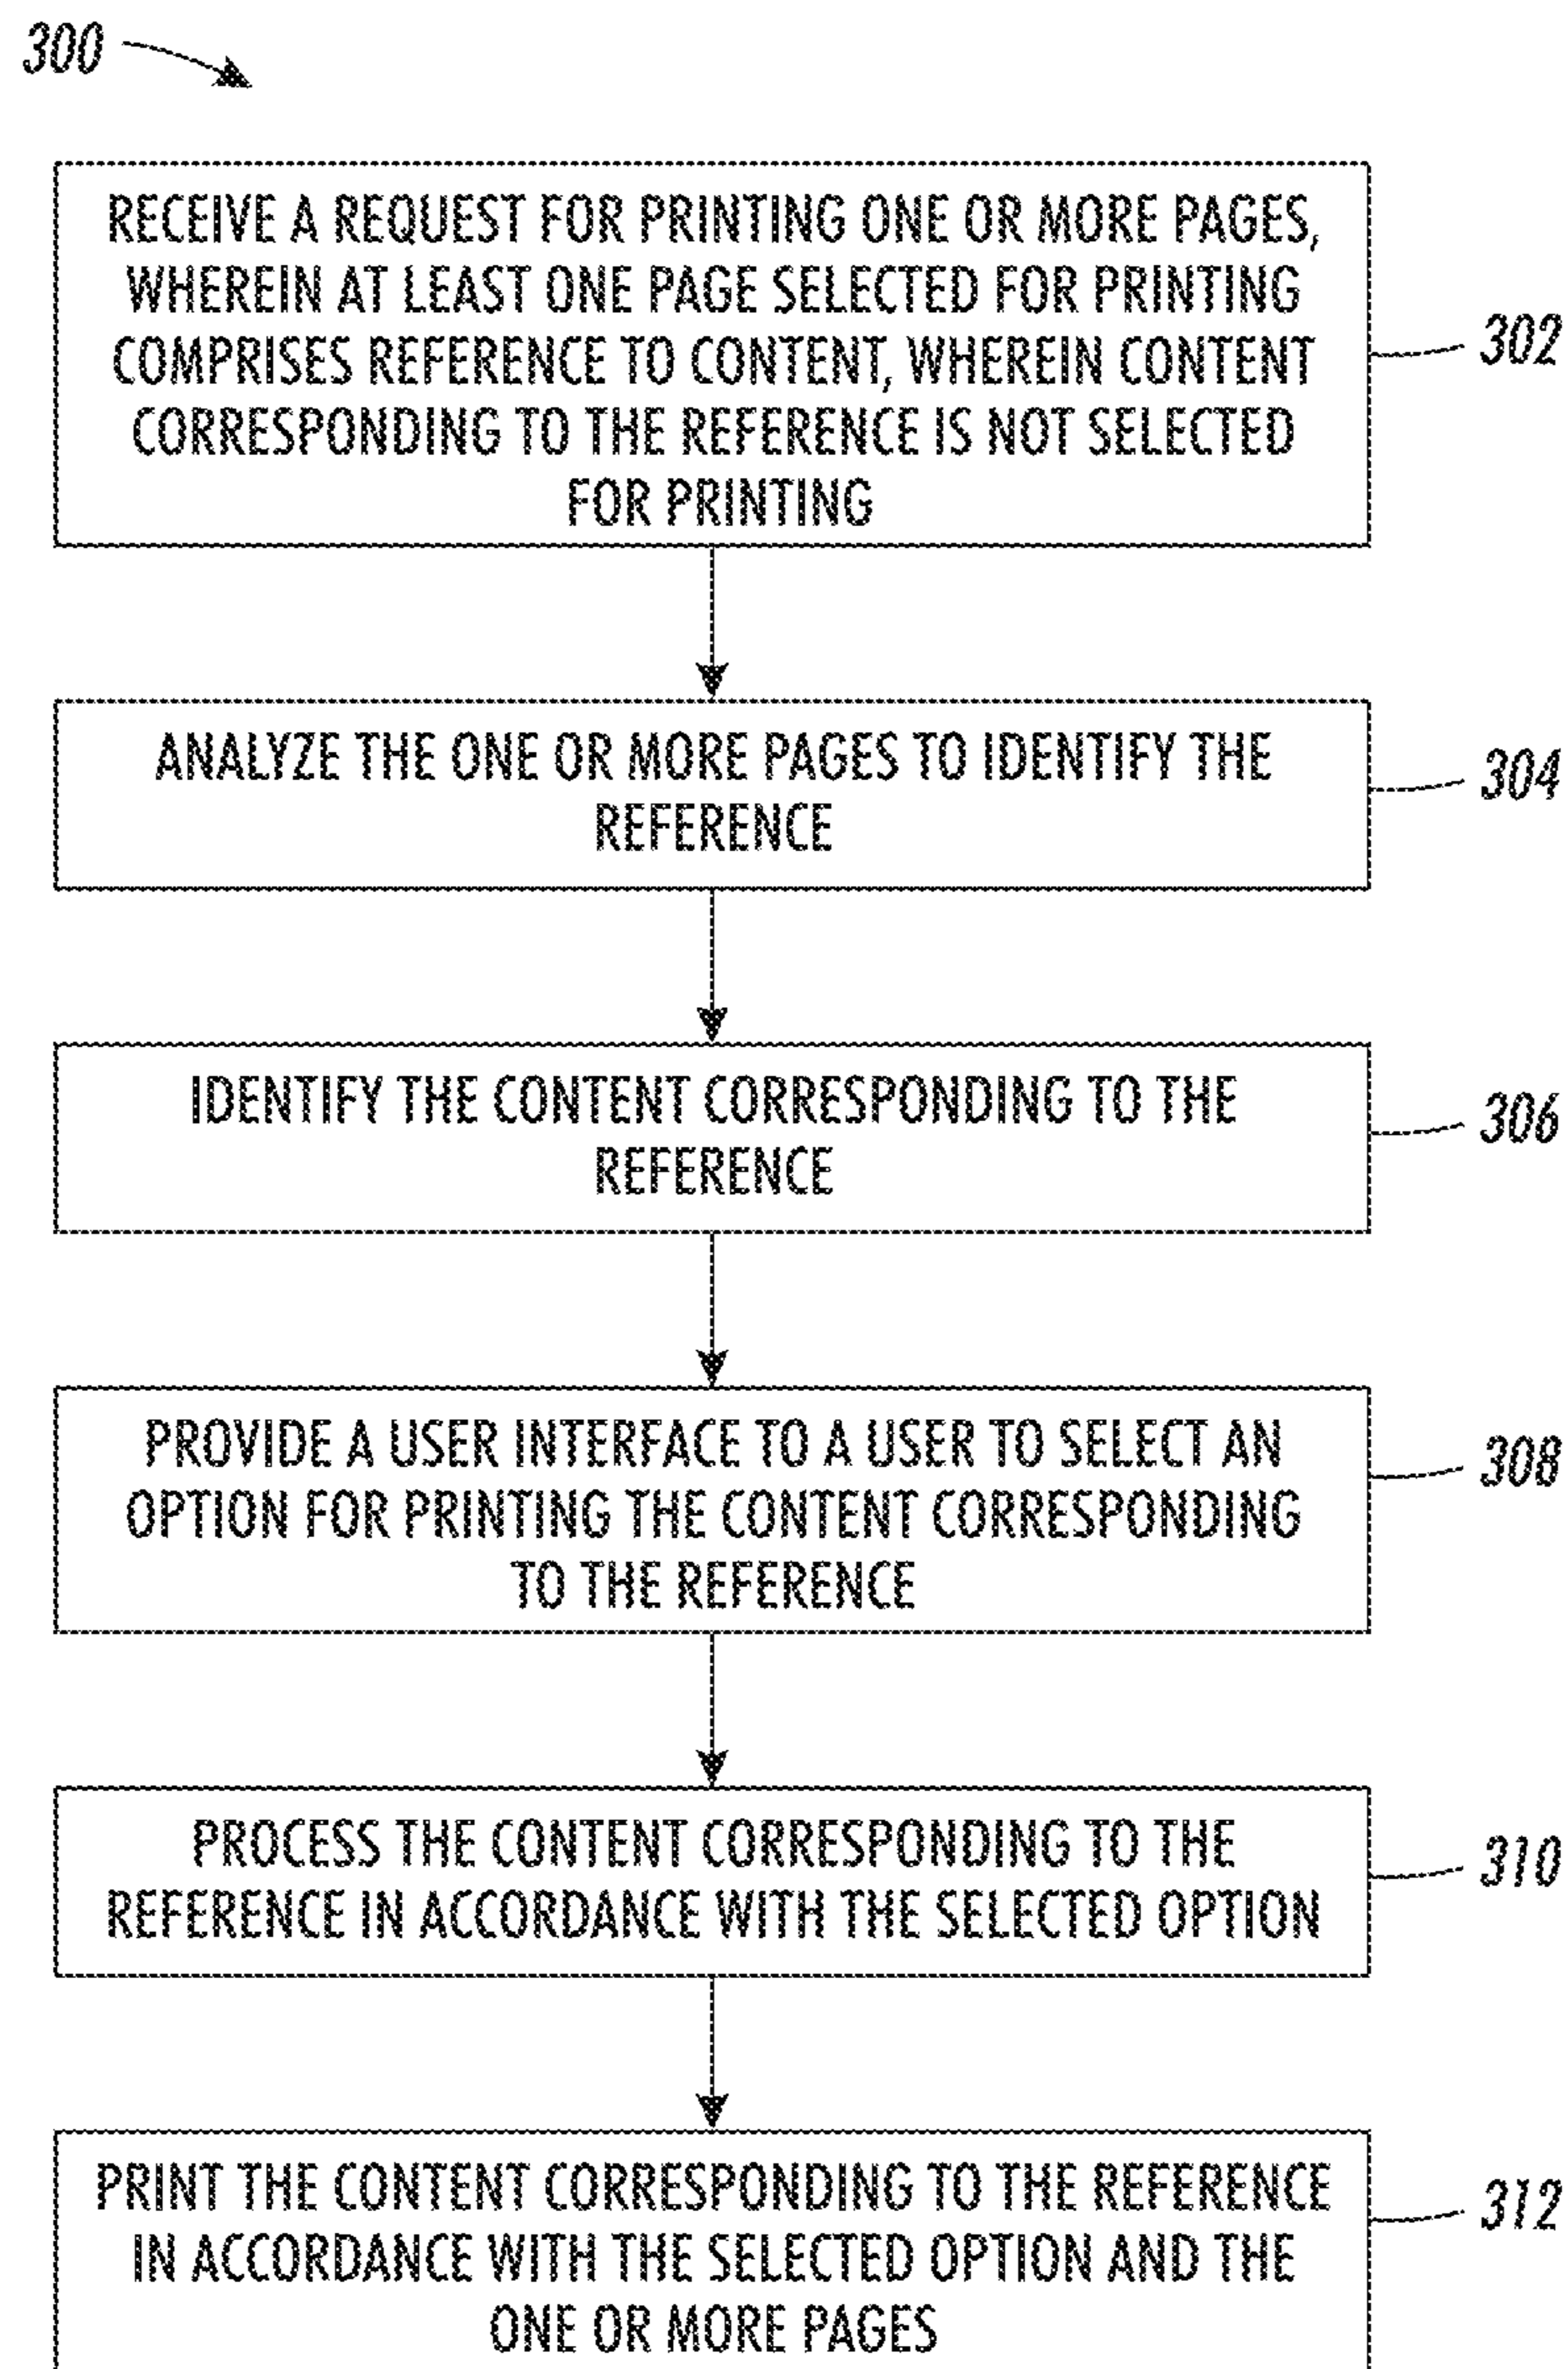 300
RECEIVE A REQUEST FOR PRINTING ONE OR MORE PAGES,
WHEREIN AT LEAST ONE PAGE SELECTED FOR PRINTING
COMPRISES REFERENCE TO CONTENT, WHEREIN CONTENT
CORRESPONDING TO THE REFERENCE IS NOT SELECTED
FOR PRINTING
302
ANALYZE THE ONE OR MORE PAGES TO IDENTIFY THE
REFERENCE
304
IDENTIFY THE CONTENT CORRESPONDING TO THE
REFERENCE
306
PROVIDE A USER INTERFACE TO A USER TO SELECT AN
OPTION FOR PRINTING THE CONTENT CORRESPONDING
TO THE REFERENCE
308
PROCESS THE CONTENT CORRESPONDING TO THE
REFERENCE IN ACCORDANCE WITH THE SELECTED OPTION
310
PRINT THE CONTENT CORRESPONDING TO THE REFERENCE
IN ACCORDANCE WITH THE SELECTED OPTION AND THE
ONE OR MORE PAGES
312